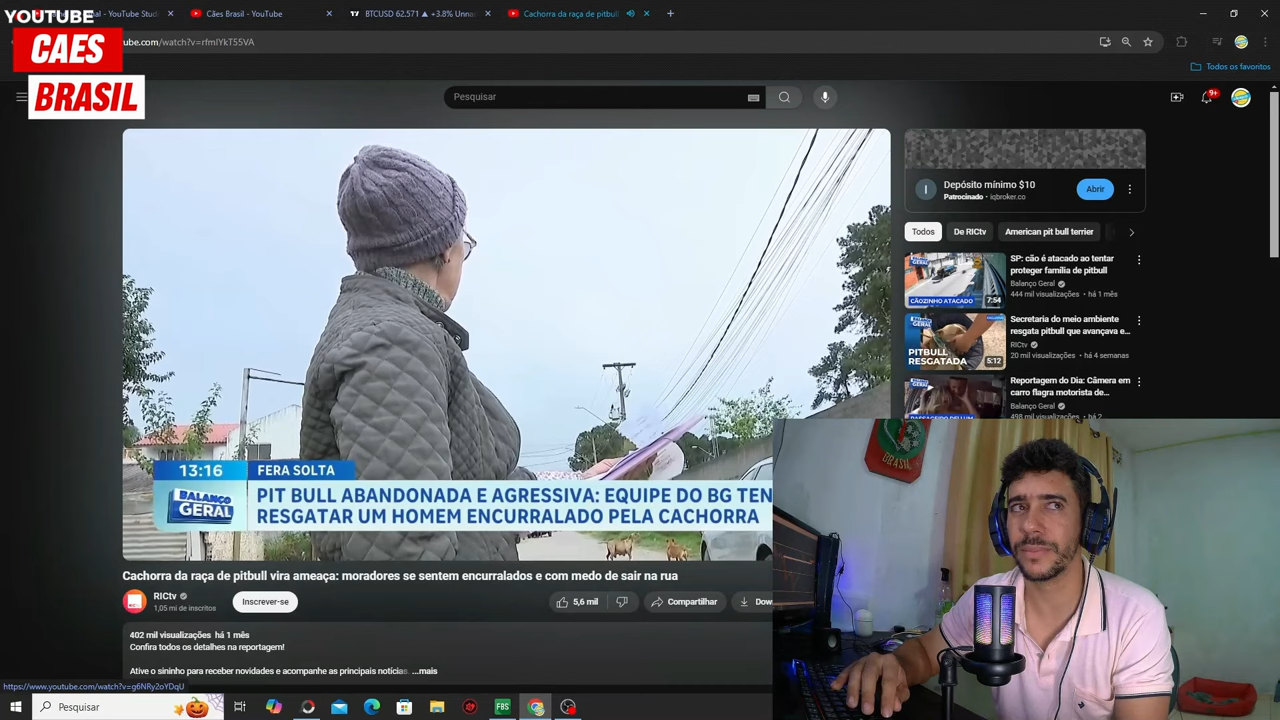 YOUTUBE
CAES
BRASIL
Cães Brasil - YouTube
BTCUSD 62.571 ▲ +3.8%
Cachorra da raça de pitbull
ube.com/watch?v=rfmIYkT55VA
Todos os favoritos
Pesquisar
9+
Depósito mínimo $10
Patrocinado • iqbroker.co
Abrir
Todos
De RICtv
American pit bull terrier
SP: cão é atacado ao tentar
proteger família de pitbull
Balanço Geral
444 mil visualizações • há 1 mês
CÃOZINHO ATACADO
7:54
Secretaria do meio ambiente
resgata pitbull que avançava e...
RICtv
20 mil visualizações • há 4 semanas
PITBULL
RESGATADA
5:12
Reportagem do Dia: Câmera em
carro flagra motorista de...
Balanço Geral
BRASIL
13:16
FERA SOLTA
BALANÇO
GERAL
PIT BULL ABANDONADA E AGRESSIVA: EQUIPE DO BG TEN
RESGATAR UM HOMEM ENCURRALADO PELA CACHORRA
Cachorra da raça de pitbull vira ameaça: moradores se sentem encurralados e com medo de sair na rua
RICtv
1,05 mi de inscritos
Inscrever-se
5,6 mil
Compartilhar
Dow
402 mil visualizações há 1 mês
Confira todos os detalhes na reportagem!
Ative o sininho para receber novidades e acompanhe as principais notícias ...mais
https://www.youtube.com/watch?v=g6NRy2oYDqU
Pesquisar
FBS